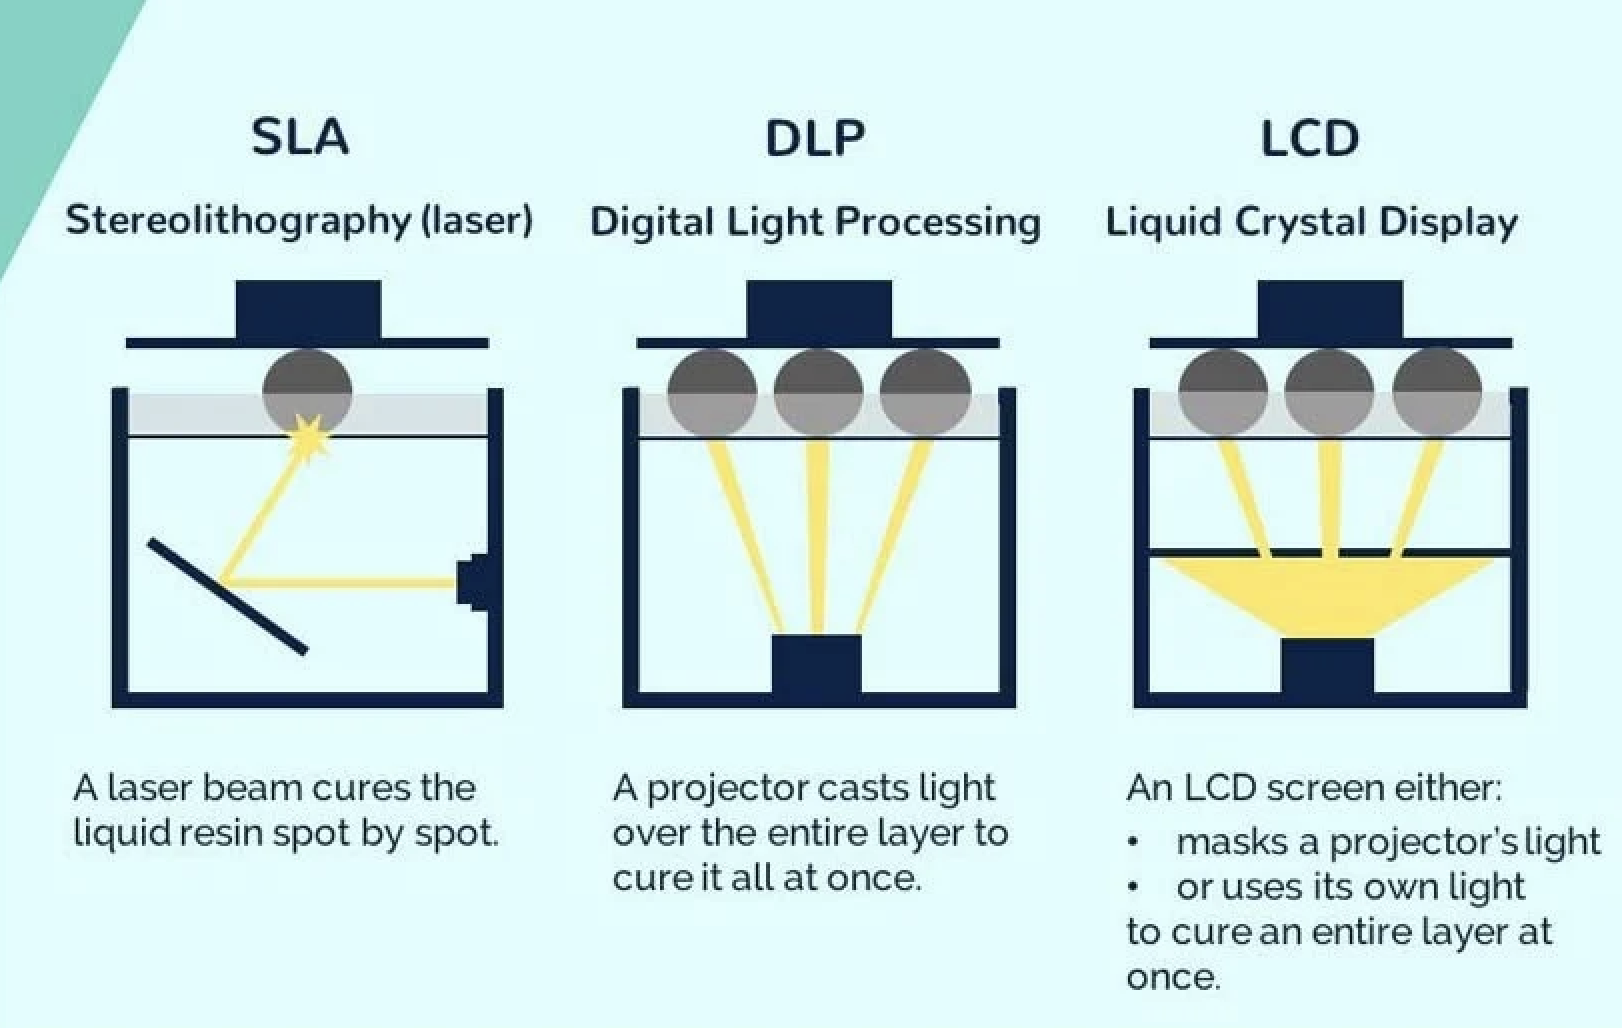 SLA
Stereolithography (laser)
A laser beam cures the
liquid resin spot by spot.
DLP
Digital Light Processing
A projector casts light
over the entire layer to
cure it all at once.
LCD
Liquid Crystal Display
An LCD screen either:
• masks a projector's light
• or uses its own light
to cure an entire layer at
once.